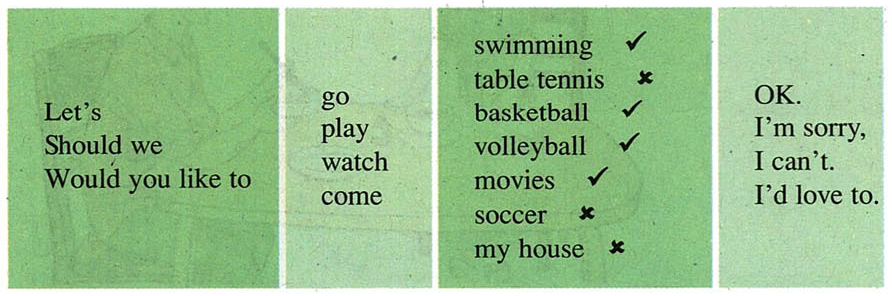 Let's
Should we
Would you like to
go
play
watch
come
swimming ✓
table tennis ✗
basketball ✓
volleyball ✓
movies ✓
soccer ✗
my house ✗
OK.
I'm sorry,
I can't.
I'd love to.